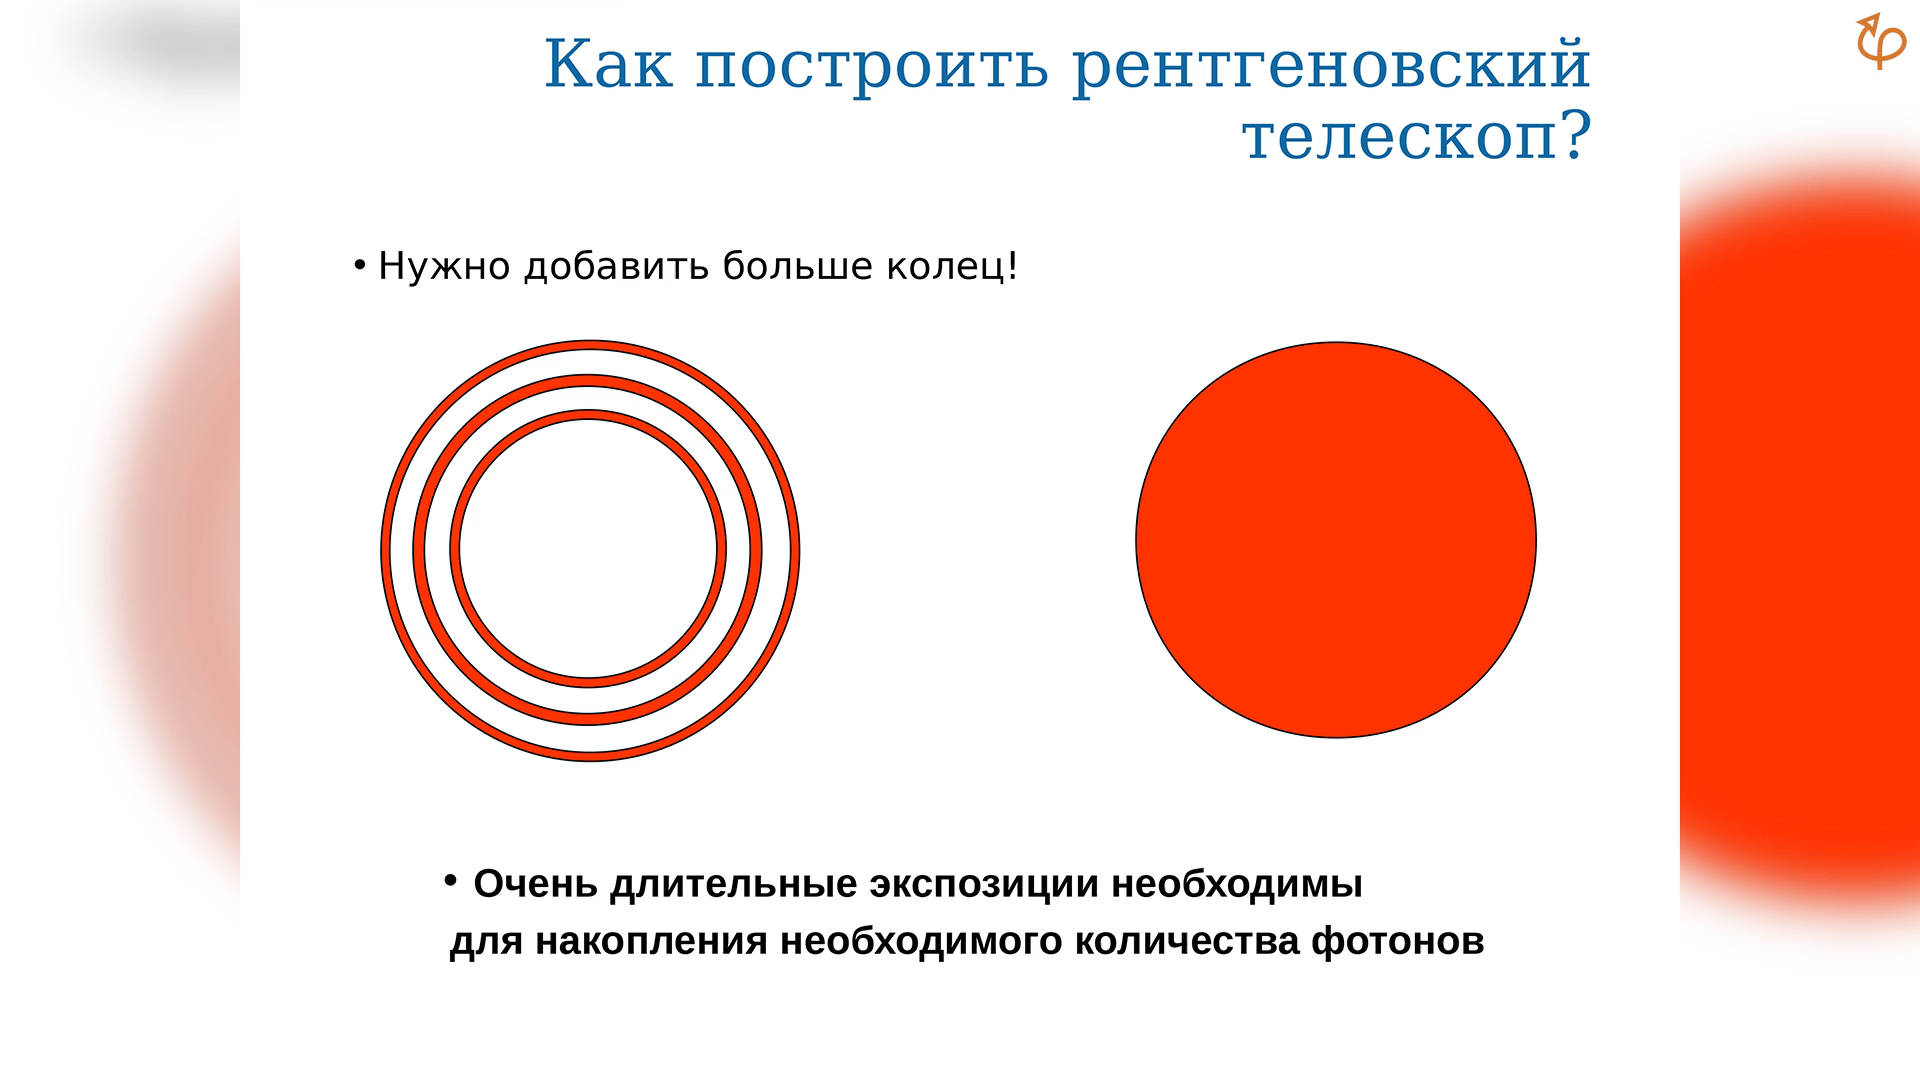 Как построить рентгеновский
телескоп?
• Нужно добавить больше колец!
• Очень длительные экспозиции необходимы
для накопления необходимого количества фотонов